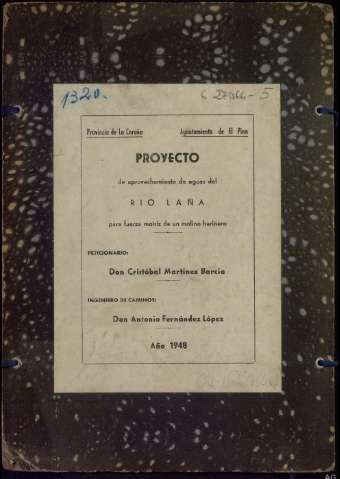 1320.
Provincia de La Coruña Ayuntamiento de El Pino
PROYECTO
de aprovechamiento de aguas del
RIO LAÑA
para fuerza motriz de un molino harinero
PETICIONARIO:
Don Cristóbal Martínez Barcia
INGENIERO DE CAMINOS:
Don Antonio Fernández López
Año 1948
AG